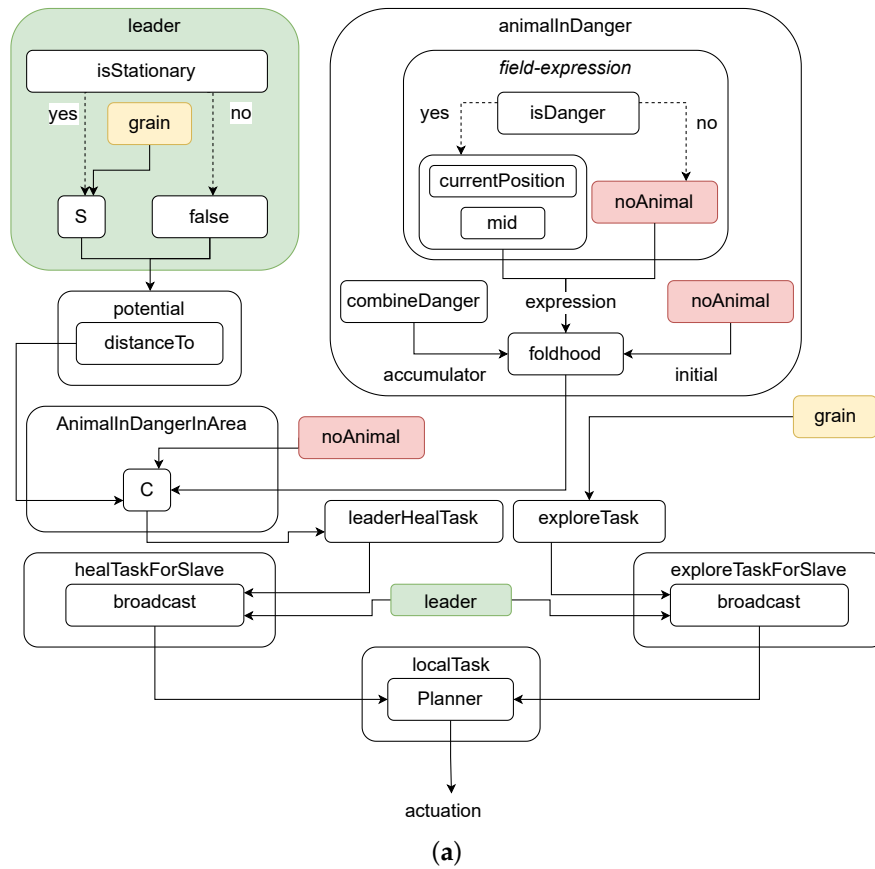 leader
isStationary
yes
grain
no
S
false
potential
distanceTo
animalInDanger
field-expression
isDanger
yes
no
currentPosition
mid
noAnimal
combineDanger
expression
noAnimal
foldhood
accumulator
initial
AnimalInDangerInArea
noAnimal
C
grain
leaderHealTask
exploreTask
healTaskForSlave
broadcast
leader
exploreTaskForSlave
broadcast
localTask
Planner
actuation
(a)